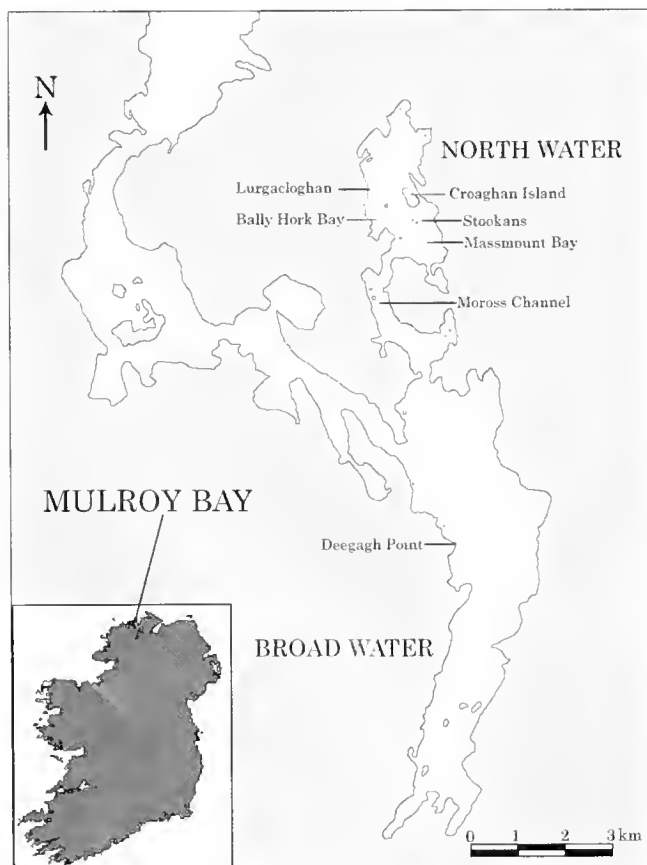 N
NORTH WATER
Lurgacloghan
Croaghan Island
Bally Hork Bay
Stookans
Massmount Bay
Moross Channel
MULROY BAY
Deegagh Point
BROAD WATER
0 1 2 3 km